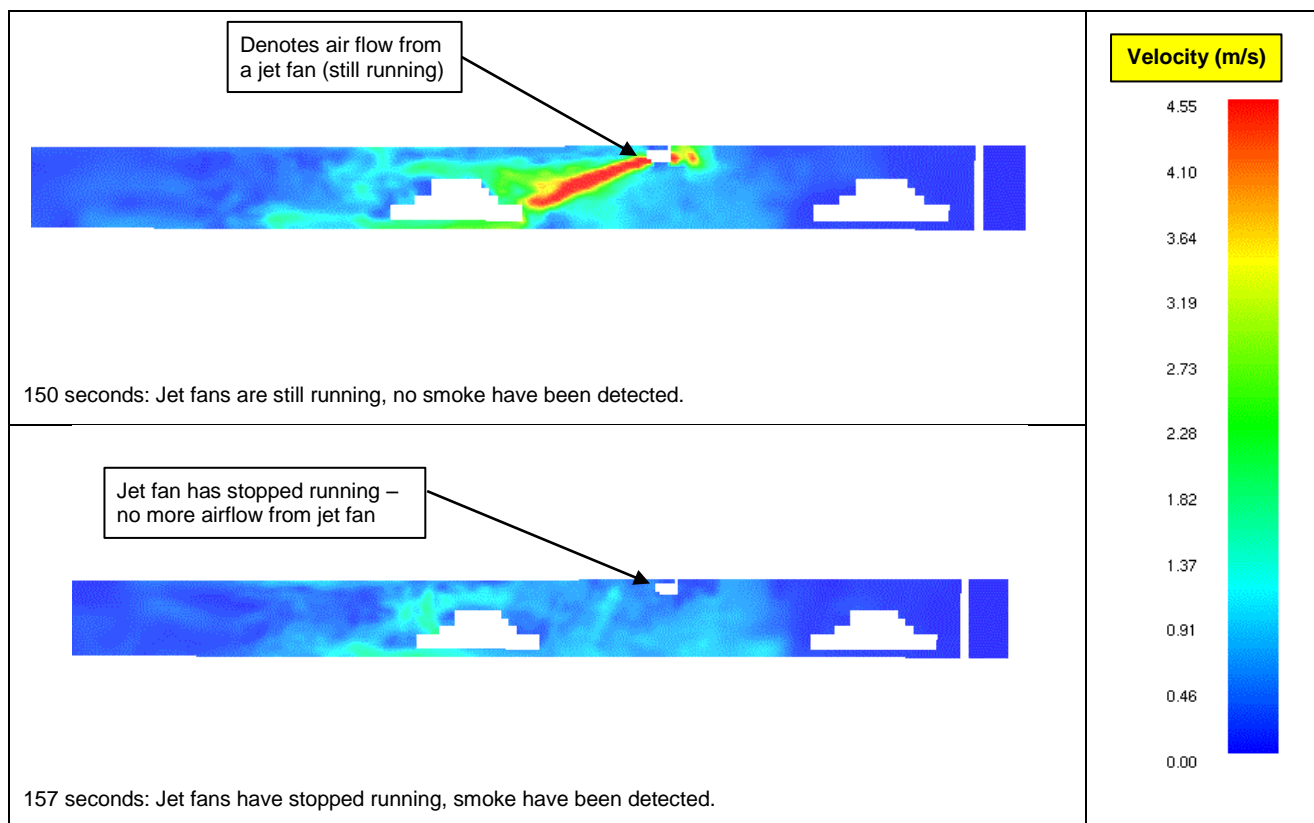 Denotes air flow from
a jet fan (still running)
150 seconds: Jet fans are still running, no smoke have been detected.
Jet fan has stopped running –
no more airflow from jet fan
157 seconds: Jet fans have stopped running, smoke have been detected.
Velocity (m/s)
4.55
4.10
3.64
3.19
2.73
2.28
1.82
1.37
0.91
0.46
0.00